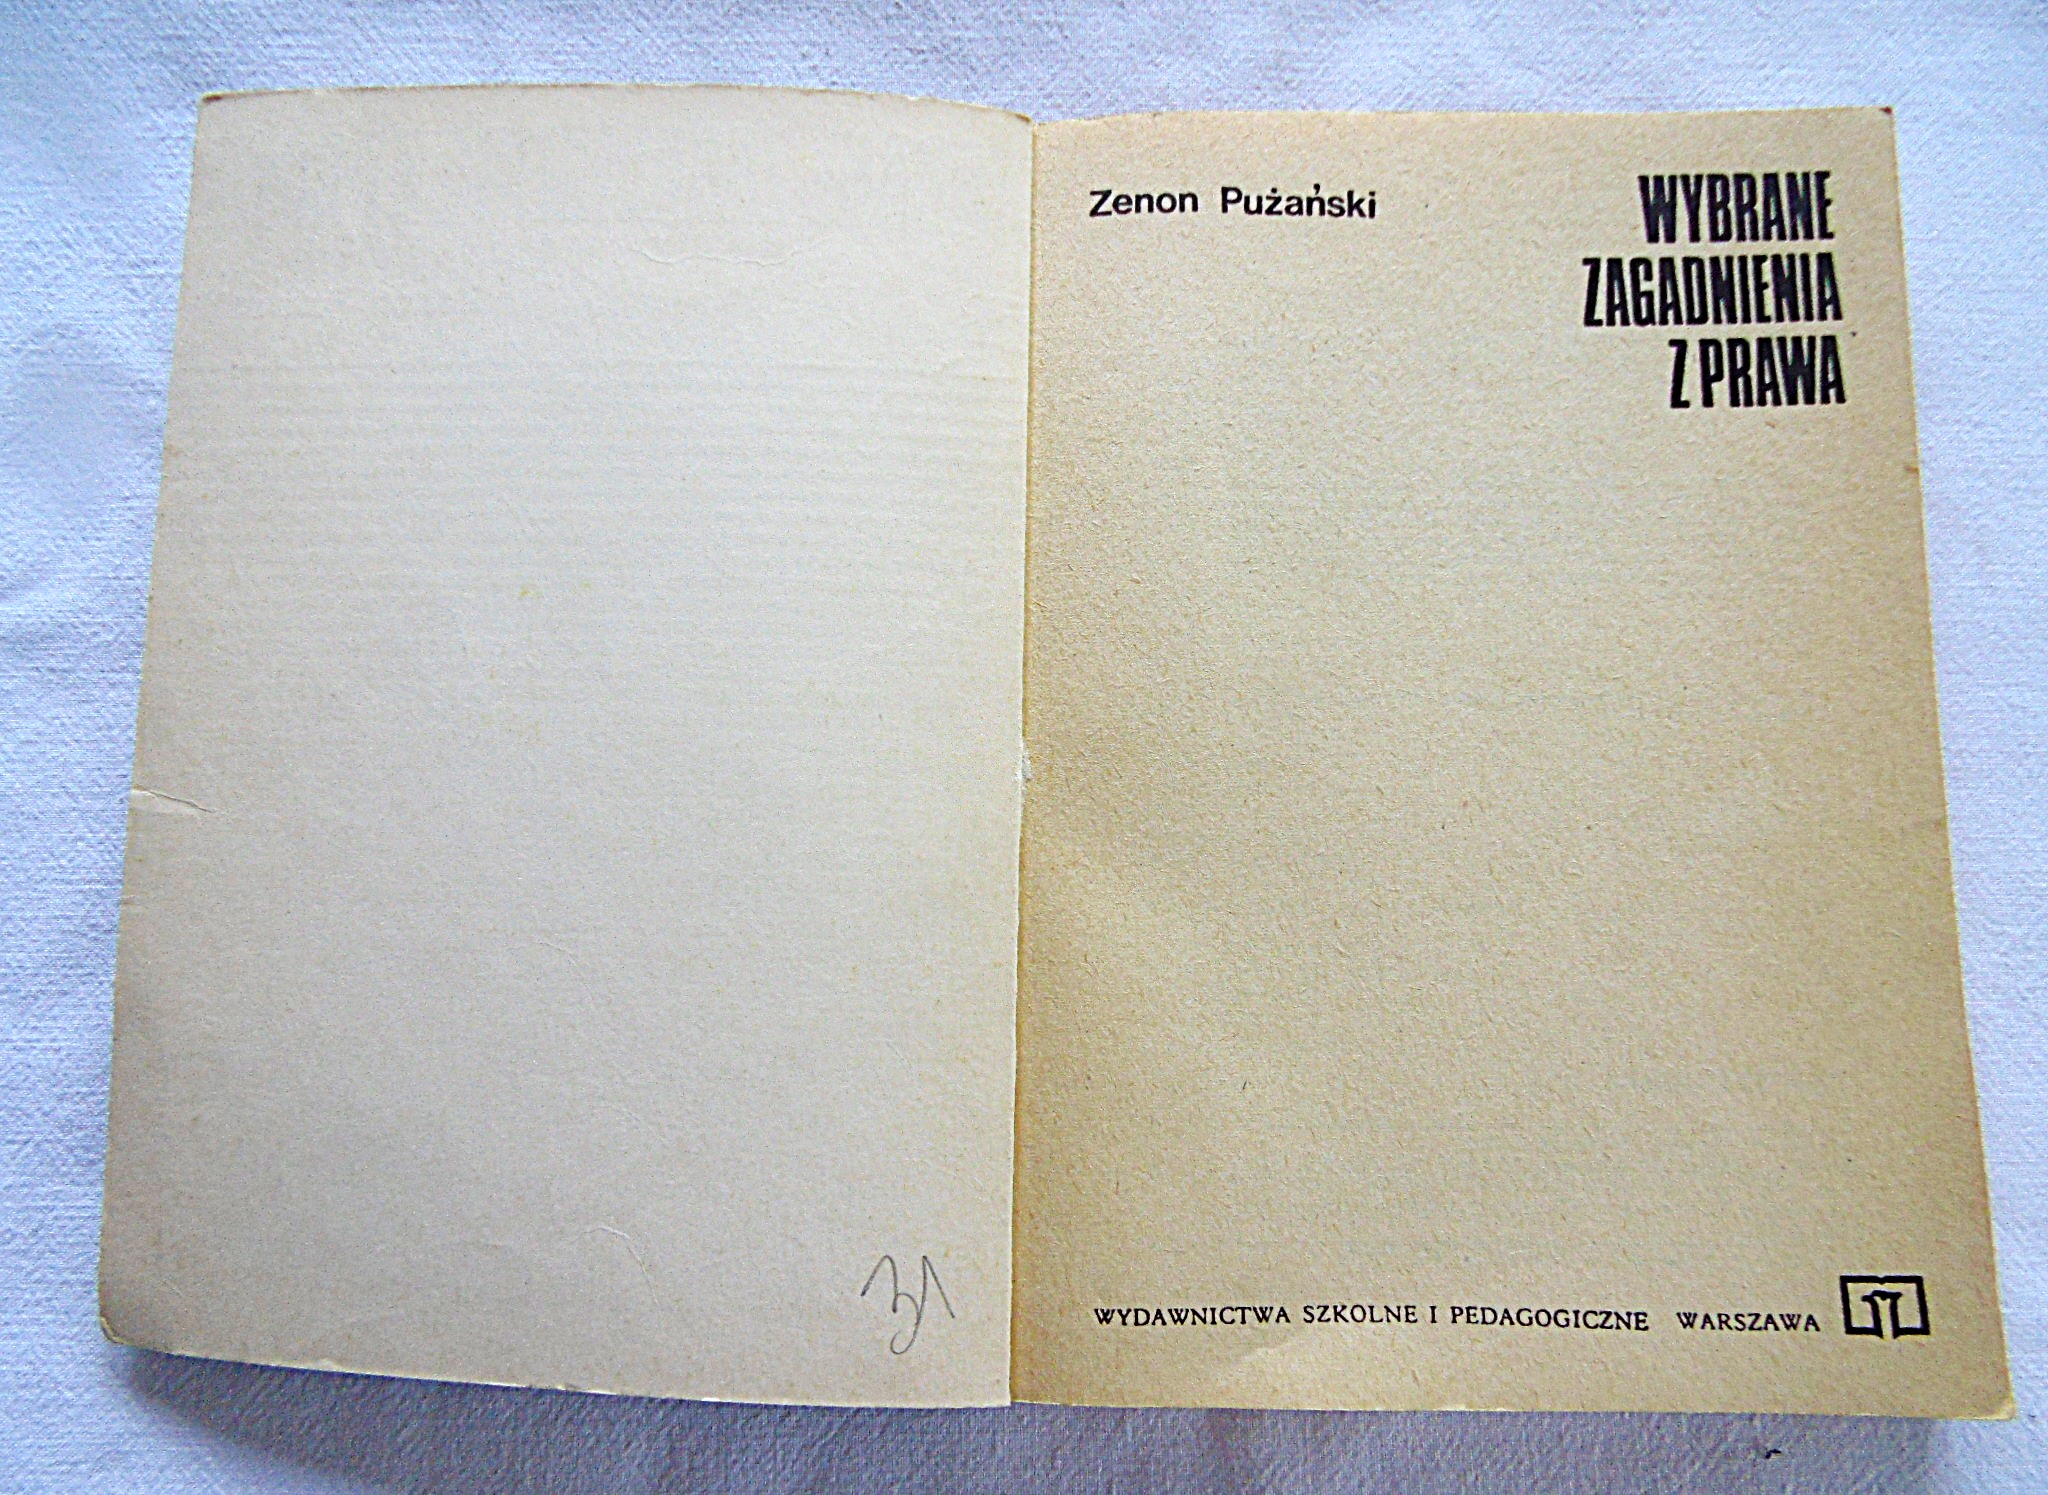 31
Zenon Pużański
WYBRANE
ZAGADNIENIA
Z PRAWA
WYDAWNICTWA SZKOLNE I PEDAGOGICZNE WARSZAWA